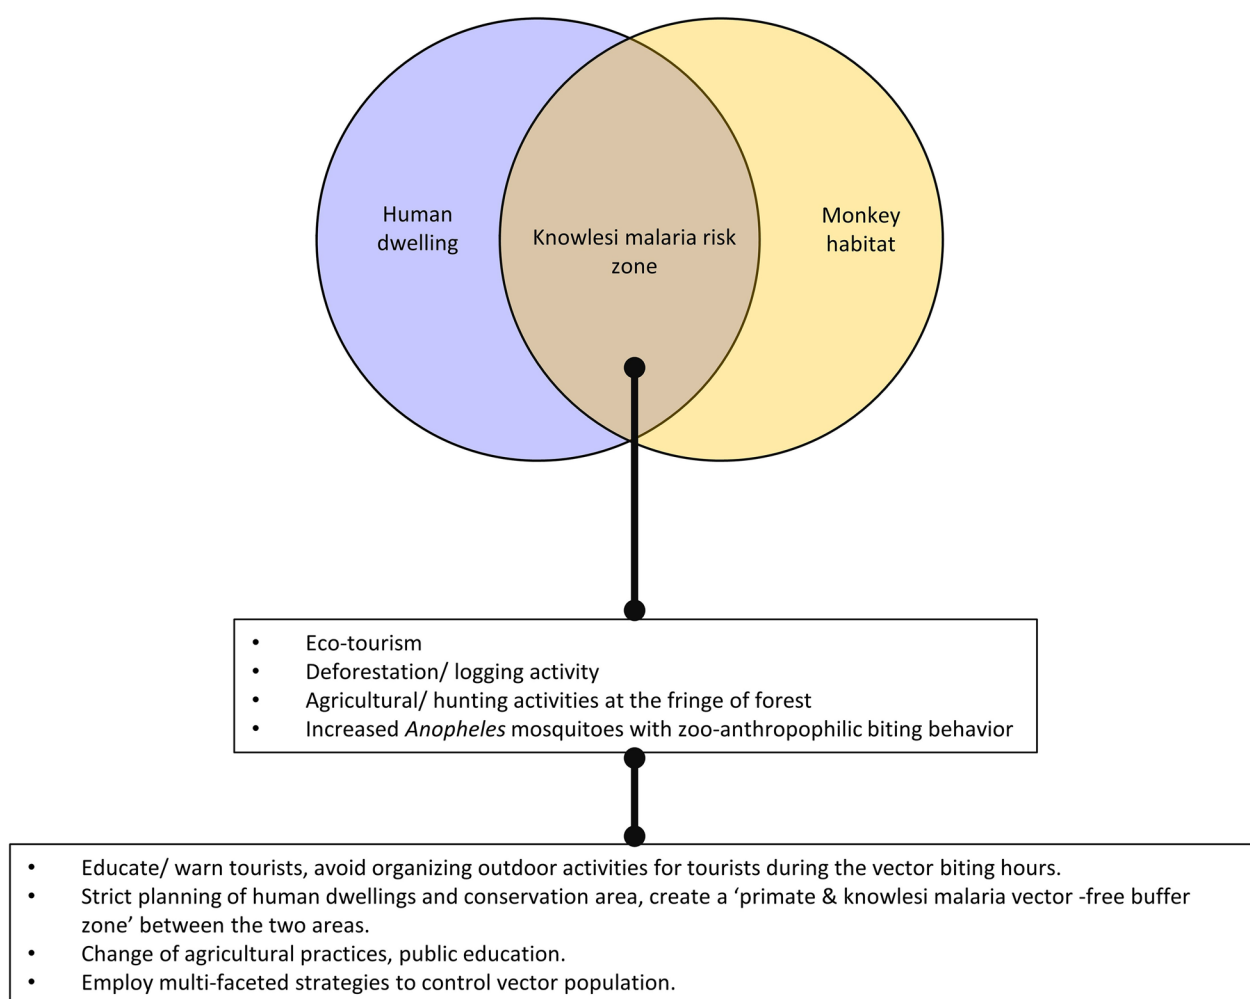 Human
dwelling
Knowlesi malaria risk
zone
Monkey
habitat
• Eco-tourism
• Deforestation/ logging activity
• Agricultural/ hunting activities at the fringe of forest
• Increased Anopheles mosquitoes with zoo-anthropophilic biting behavior
• Educate/ warn tourists, avoid organizing outdoor activities for tourists during the vector biting hours.
• Strict planning of human dwellings and conservation area, create a ‘primate & knowlesi malaria vector -free buffer
zone’ between the two areas.
• Change of agricultural practices, public education.
• Employ multi-faceted strategies to control vector population.